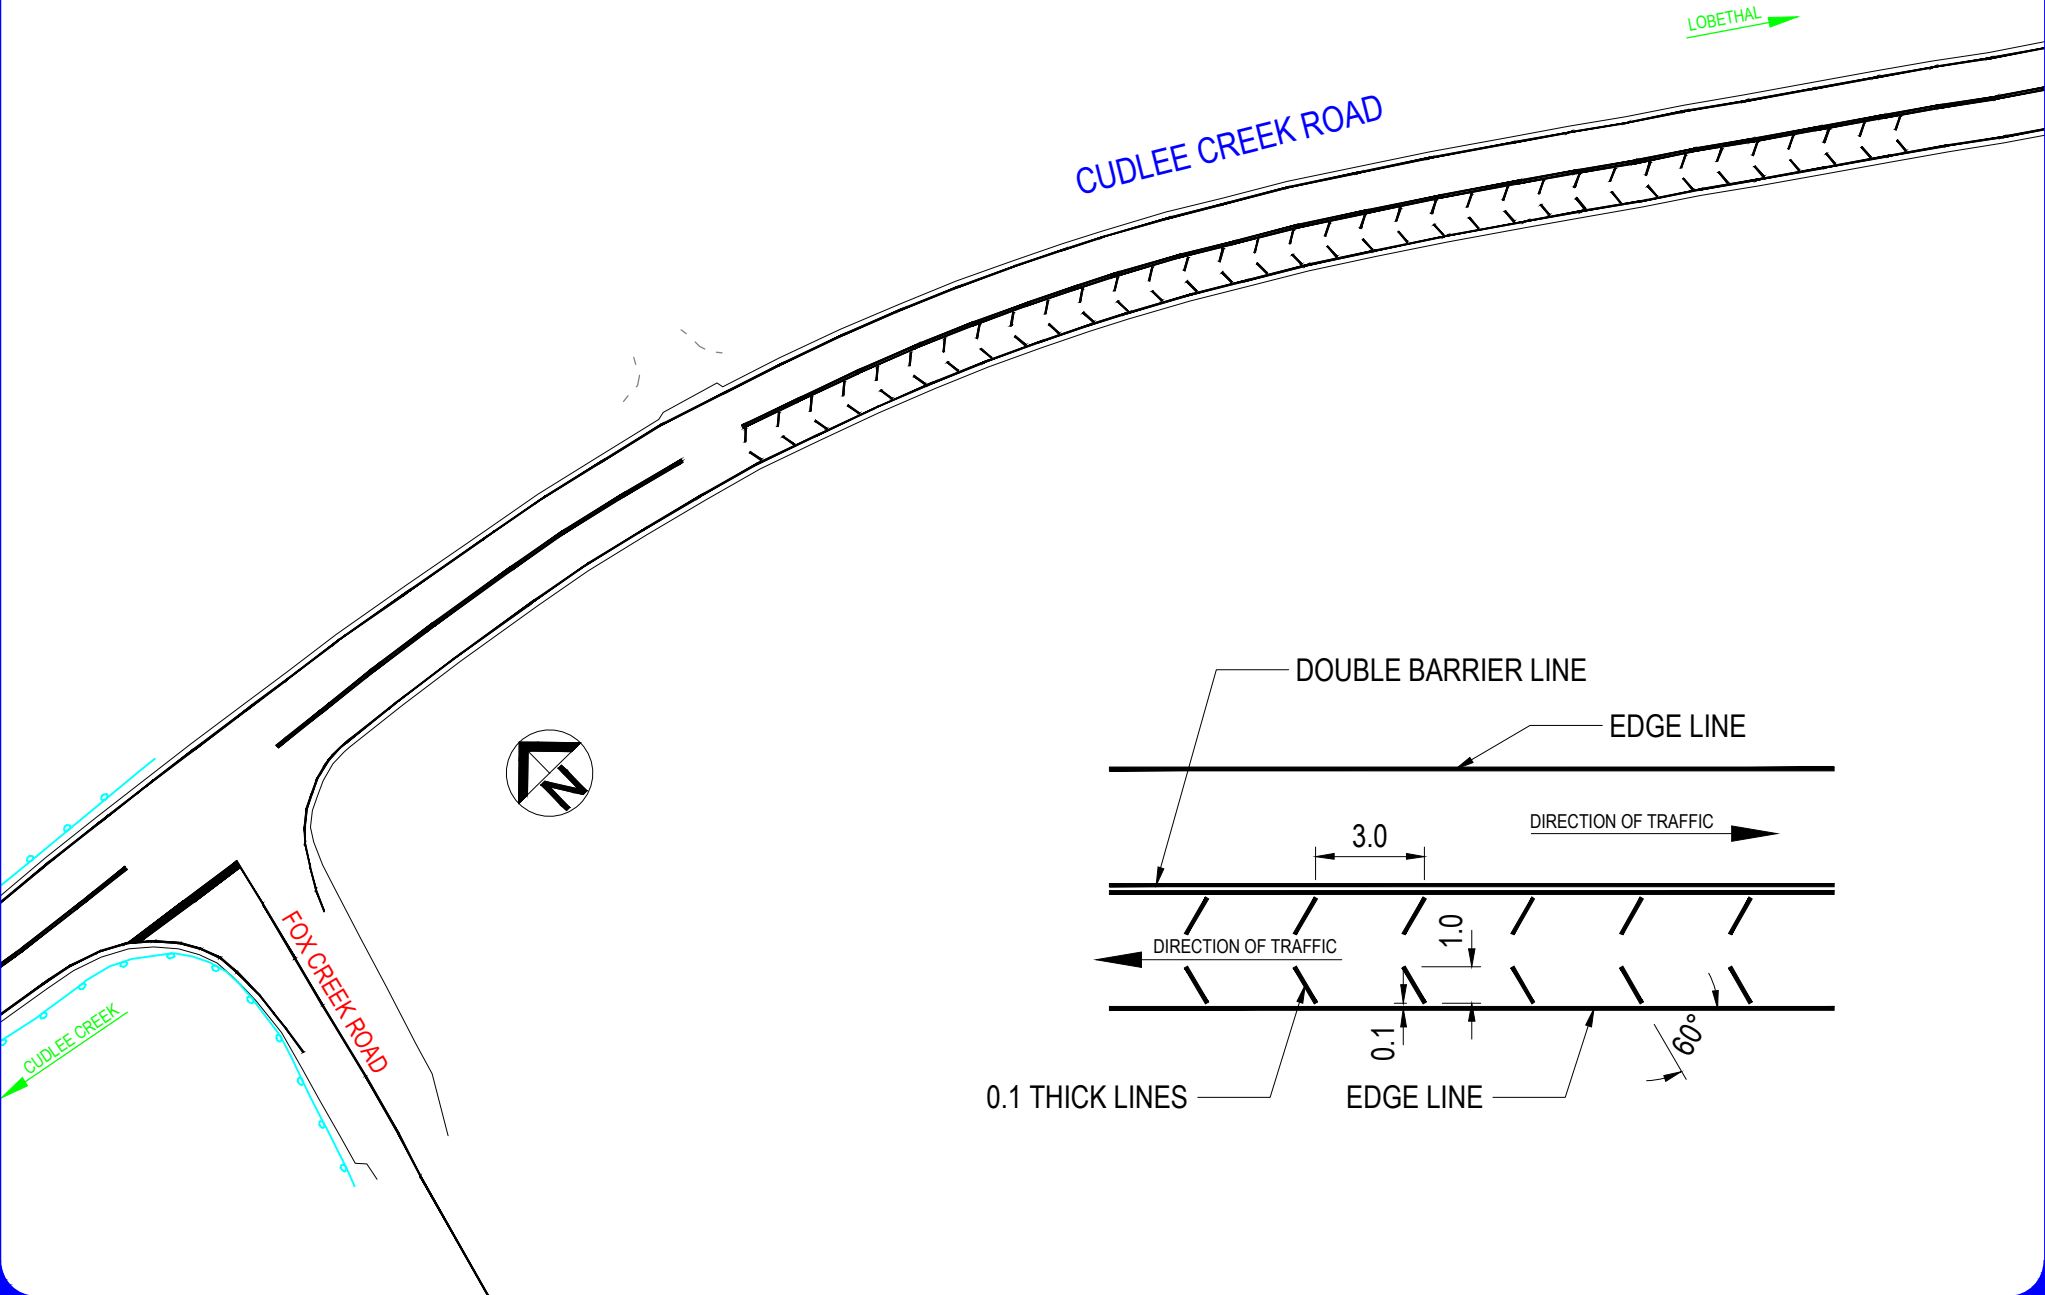 LOBETHAL
CUDLEE CREEK ROAD
DOUBLE BARRIER LINE
EDGE LINE
N
DIRECTION OF TRAFFIC
3.0
FOX CREEK ROAD
1.0
DIRECTION OF TRAFFIC
CUDLEE CREEK
0.1
60°
0.1 THICK LINES
EDGE LINE